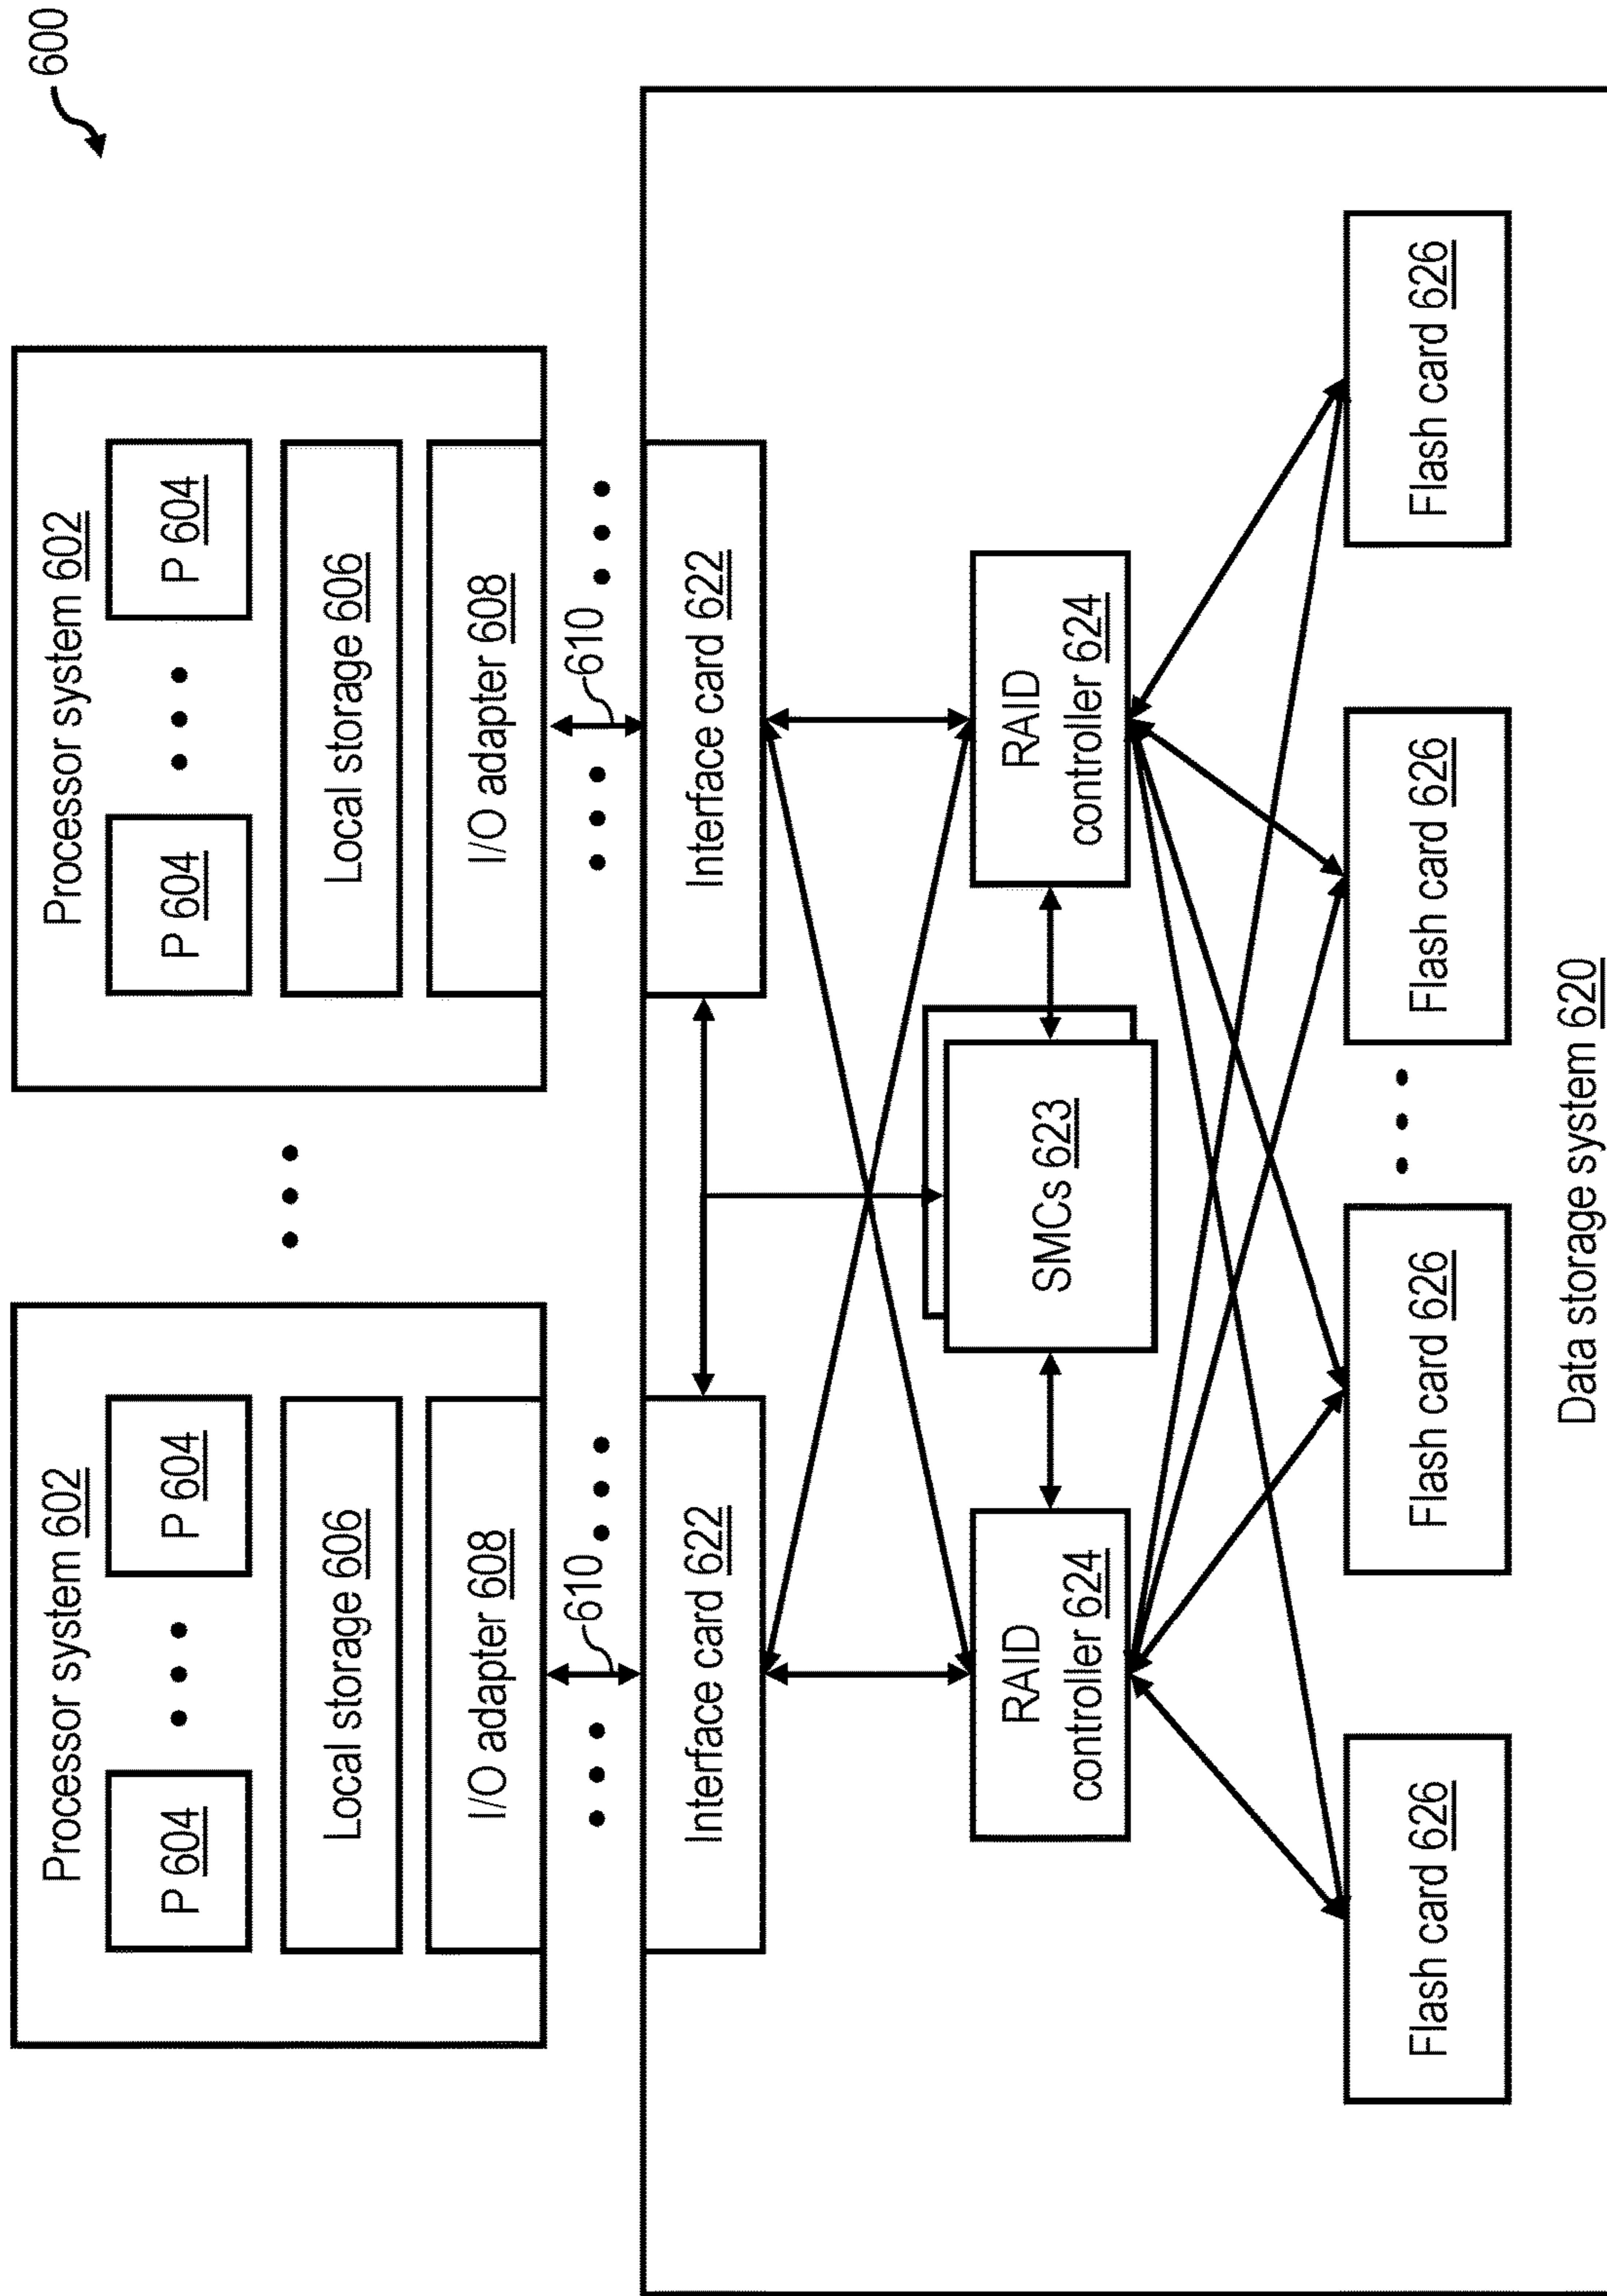 600
Processor system 602
P 604
P 604
Local storage 606
I/O adapter 608
610
Processor system 602
P 604
P 604
Local storage 606
I/O adapter 608
610
Interface card 622
Interface card 622
RAID
controller 624
SMCs 623
RAID
controller 624
Flash card 626
Flash card 626
Flash card 626
Flash card 626
Data storage system 620